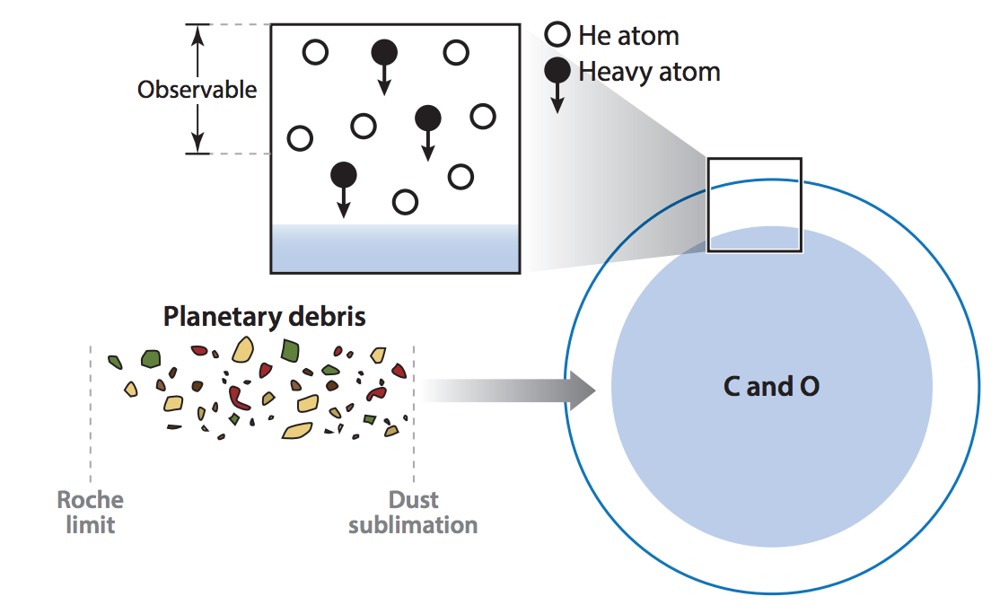 He atom
Heavy atom
Observable
Planetary debris
C and O
Roche
limit
Dust
sublimation